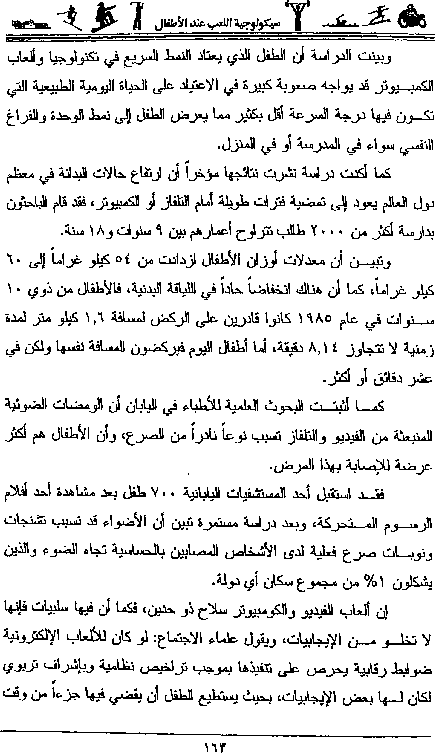 سيكولوجية اللعب عند الأطفال
وبينت الدراسة أن الطفل الذي يعتاد النمط السريع في تكنولوجيا وألعاب
الكمبيوتر قد يواجه صعوبة كبيرة في الاعتياد على الحياة اليومية الطبيعية التي
تكون فيها درجة السرعة أقل بكثير مما يعرض الطفل إلى نمط الوحدة والفراغ
النفسي سواء في المدرسة أو في المنزل.
كما أكدت دراسة نشرت نتائجها مؤخراً أن ارتفاع حالات البدانة في معظم
دول العالم يعود إلى تمضية فترات طويلة أمام التلفاز أو الكمبيوتر، فقد قام الباحثون
بدارسة أكثر من ٢٠٠٠ طالب تتراوح أعمارهم بين ٩ سنوات و١٨ سنة.
وتبين أن معدلات أوزان الأطفال ازدانت من ٥٤ كيلو غراماً إلى ٦٠
كيلو غراماً، كما أن هناك انخفاضاً حاداً في اللياقة البدنية، فالأطفال من ذوي ١٠
سنوات في عام ١٩٨٥ كانوا قادرين على الركض لمسافة ١,٦ كيلو متر لمدة
زمنية لا تتجاوز ٨,١٤ دقيقة، أما أطفال اليوم فيركضون المسافة نفسها ولكن في
عشر دقائق أو أكثر.
كما أثبتت البحوث العلمية للأطباء في اليابان أن الومضات الضوئية
المنبعثة من الفيديو والتلفاز تسبب نوعاً نادراً من الصرع، وأن الأطفال هم أكثر
عرضة للإصابة بهذا المرض.
فقد استقبل أحد المستشفيات اليابانية ٧٠٠ طفل بعد مشاهدة أحد أفلام
الرسوم المتحركة، وبعد دراسة مستمرة تبين أن الأضواء قد تسبب تشنجات
ونوبات صرع فعلية لدى الأشخاص المصابين بالحساسية تجاه الضوء والذين
يشكلون ١% من مجموع سكان أي دولة.
إن ألعاب الفيديو والكومبيوتر سلاح ذو حدين، فكما أن فيها سلبيات فإنها
لا تخلو من الإيجابيات، ويقول علماء الاجتماع: لو كان للألعاب الإلكترونية
ضوابط رقابية يحرص على تنفيذها بموجب تراخيص نظامية وبإشراف تربوي
لكان لها بعض الإيجابيات، بحيث يستطيع للطفل أن يقضي فيها جزءاً من وقت
١٦٣